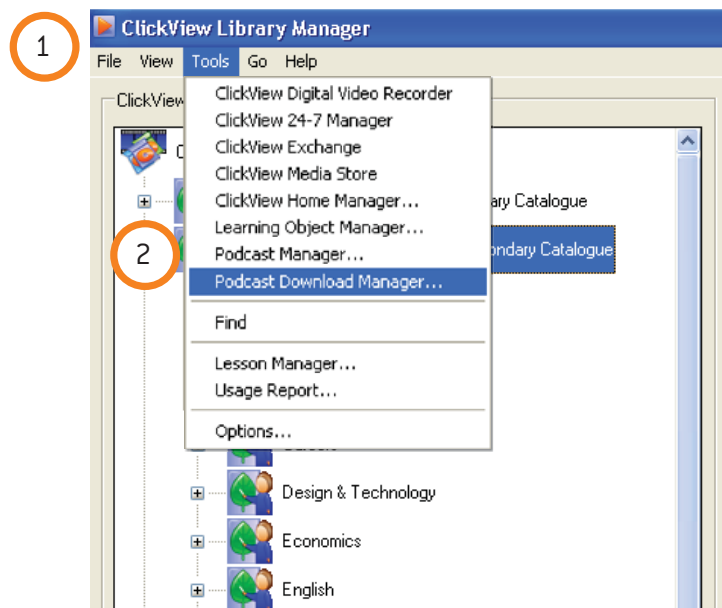 1
ClickView Library Manager
File View Tools Go Help
ClickView
ClickView Digital Video Recorder
ClickView 24-7 Manager
ClickView Exchange
ClickView Media Store
ClickView Home Manager...
ary Catalogue
Learning Object Manager...
2
Podcast Manager...
ondary Catalogue
Podcast Download Manager...
Find
Lesson Manager...
Usage Report...
Options...
Design & Technology
Economics
English